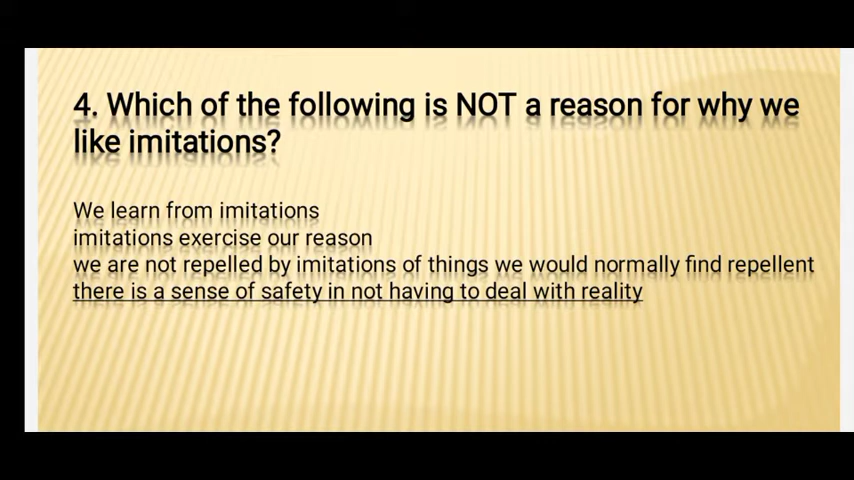 4. Which of the following is NOT a reason for why we
like imitations?
We learn from imitations
imitations exercise our reason
we are not repelled by imitations of things we would normally find repellent
there is a sense of safety in not having to deal with reality